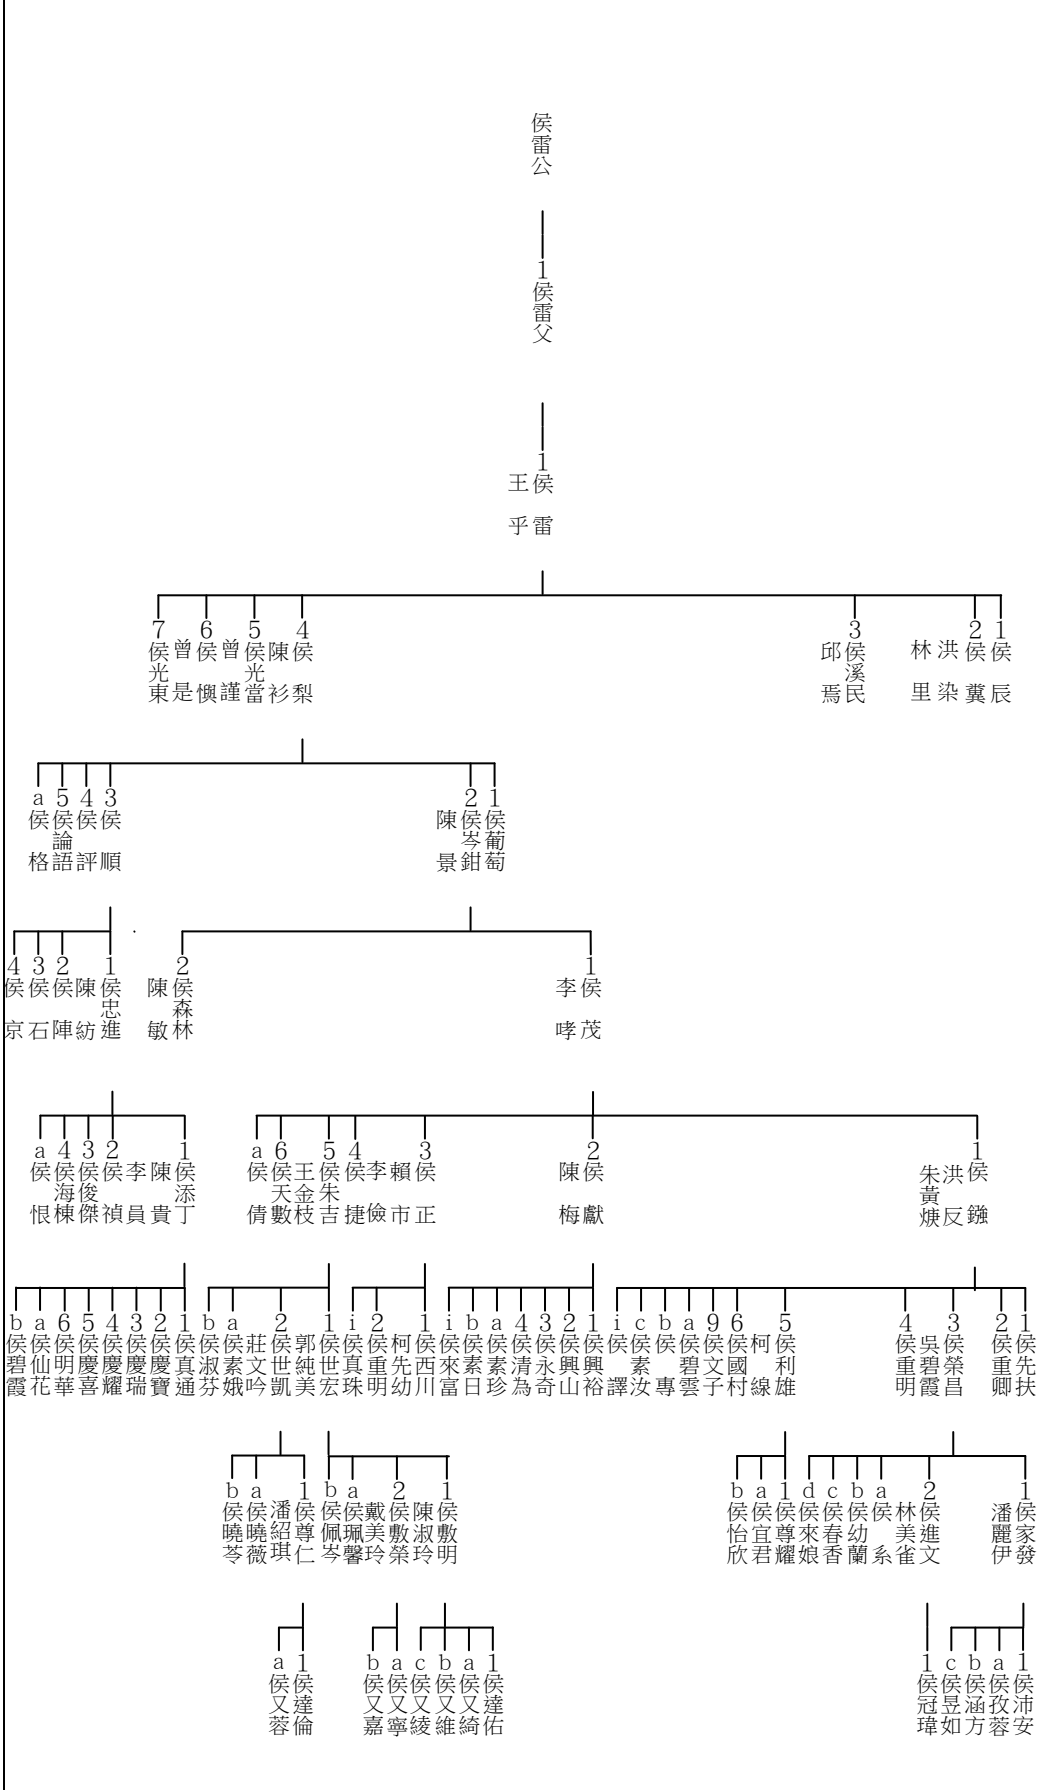 侯雷公
1侯雷父
1侯 雷
王 乎
1侯 辰
2侯 糞
洪 染
林 里
3侯溪民
邱 焉
4侯 梨
陳 衫
5侯光當
曾 謹
6侯 懊
曾 是
7侯光東
1侯葡萄
2侯岑鉗
陳 景
3侯 順
4侯 評
5侯論語
a侯 格
1侯 茂
李 哮
2侯森林
陳 敏
1侯忠進
陳 紡
2侯 陣
3侯 石
4侯 京
1侯 鏹
洪 反
朱黃㷛
2侯 獻
陳 梅
3侯 正
賴 市
李 儉
4侯 捷
5侯朱吉
王金枝
6侯天數
a侯 倩
1侯添丁
陳 貴
李 員
2侯 禎
3侯俊傑
4侯海棟
a侯 恨
1侯先扶
2侯重卿
3侯榮昌
吳碧霞
4侯重明
5侯利雄
柯 線
6侯國村
9侯文子
a侯碧雲
b侯 專
c侯素汝
i侯 譯
1侯興裕
2侯興山
3侯永奇
4侯清為
a侯素珍
b侯素日
i侯來富
1侯西川
柯先幼
2侯重明
i侯真珠
1侯世宏
郭純美
2侯世凱
莊文吟
a侯素娥
b侯淑芬
1侯真通
2侯慶寶
3侯慶瑞
4侯慶耀
5侯慶喜
6侯明華
a侯仙花
b侯碧霞
1侯家發
潘麗伊
2侯進文
林美雀
a侯 系
b侯幼蘭
c侯春香
d侯來娘
1侯尊耀
a侯宜君
b侯怡欣
1侯敷明
陳淑玲
2侯敷榮
戴美玲
a侯珮馨
b侯佩岑
1侯尊仁
潘紹琪
a侯曉薇
b侯曉苓
1侯沛安
a侯孜蓉
b侯涵方
c侯昱如
1侯冠瑋
1侯達佑
a侯又綺
b侯又維
c侯又綾
a侯又寧
b侯又嘉
1侯達倫
a侯又蓉